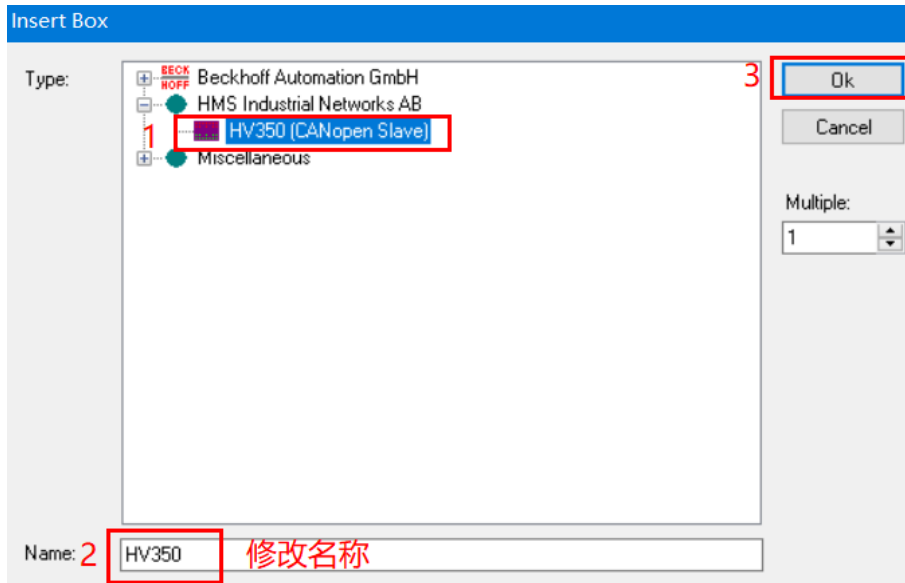 Insert Box
Type:
BECK
HOFF
Beckhoff Automation GmbH
3
Ok
HMS Industrial Networks AB
1
HV350 (CANopen Slave)
Cancel
Miscellaneous
Multiple:
1
Name:
2
HV350
修改名称